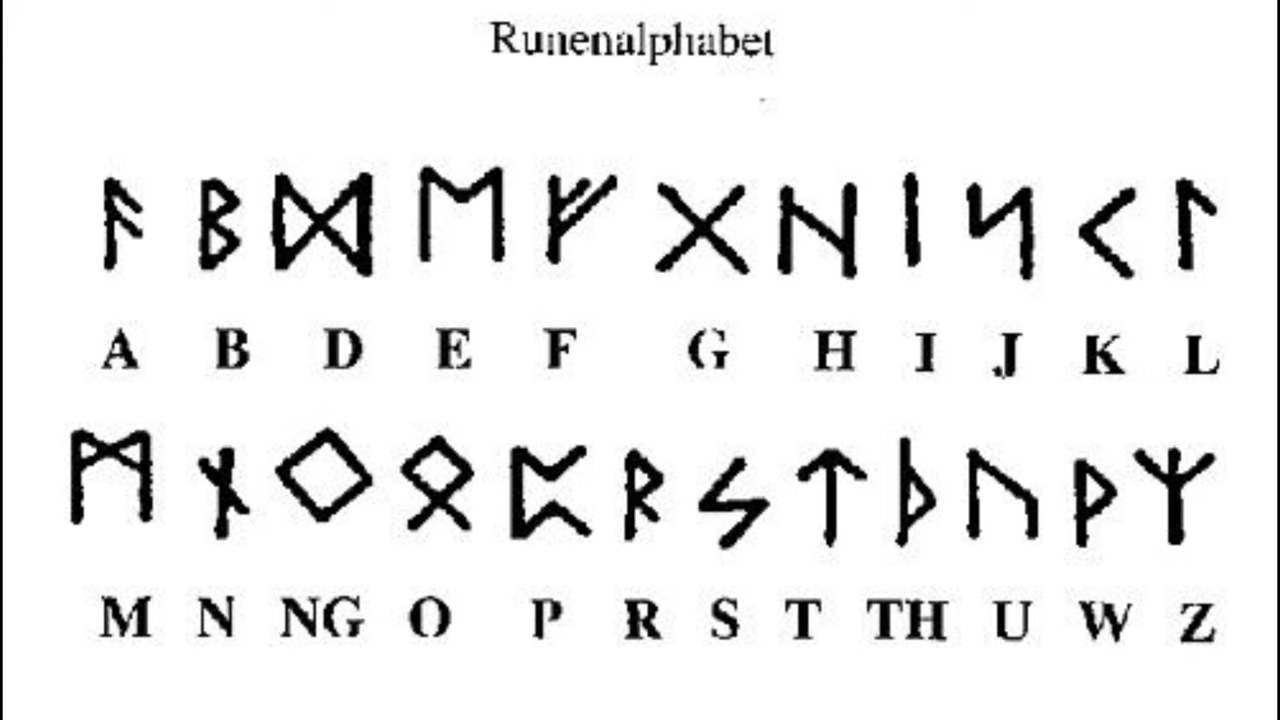 Runenalphabet
ᚨ ᛒ ᛞ ᛖ ᚠ ᚷ ᚺ ᛁ ᛃ ᚲ ᛚ
A B D E F G H I J K L
ᛗ ᚾ ᛜ ᛟ ᛈ ᚱ ᛊ ᛏ ᚦ ᚢ ᚹ ᛉ
M N NG O P R S T TH U W Z